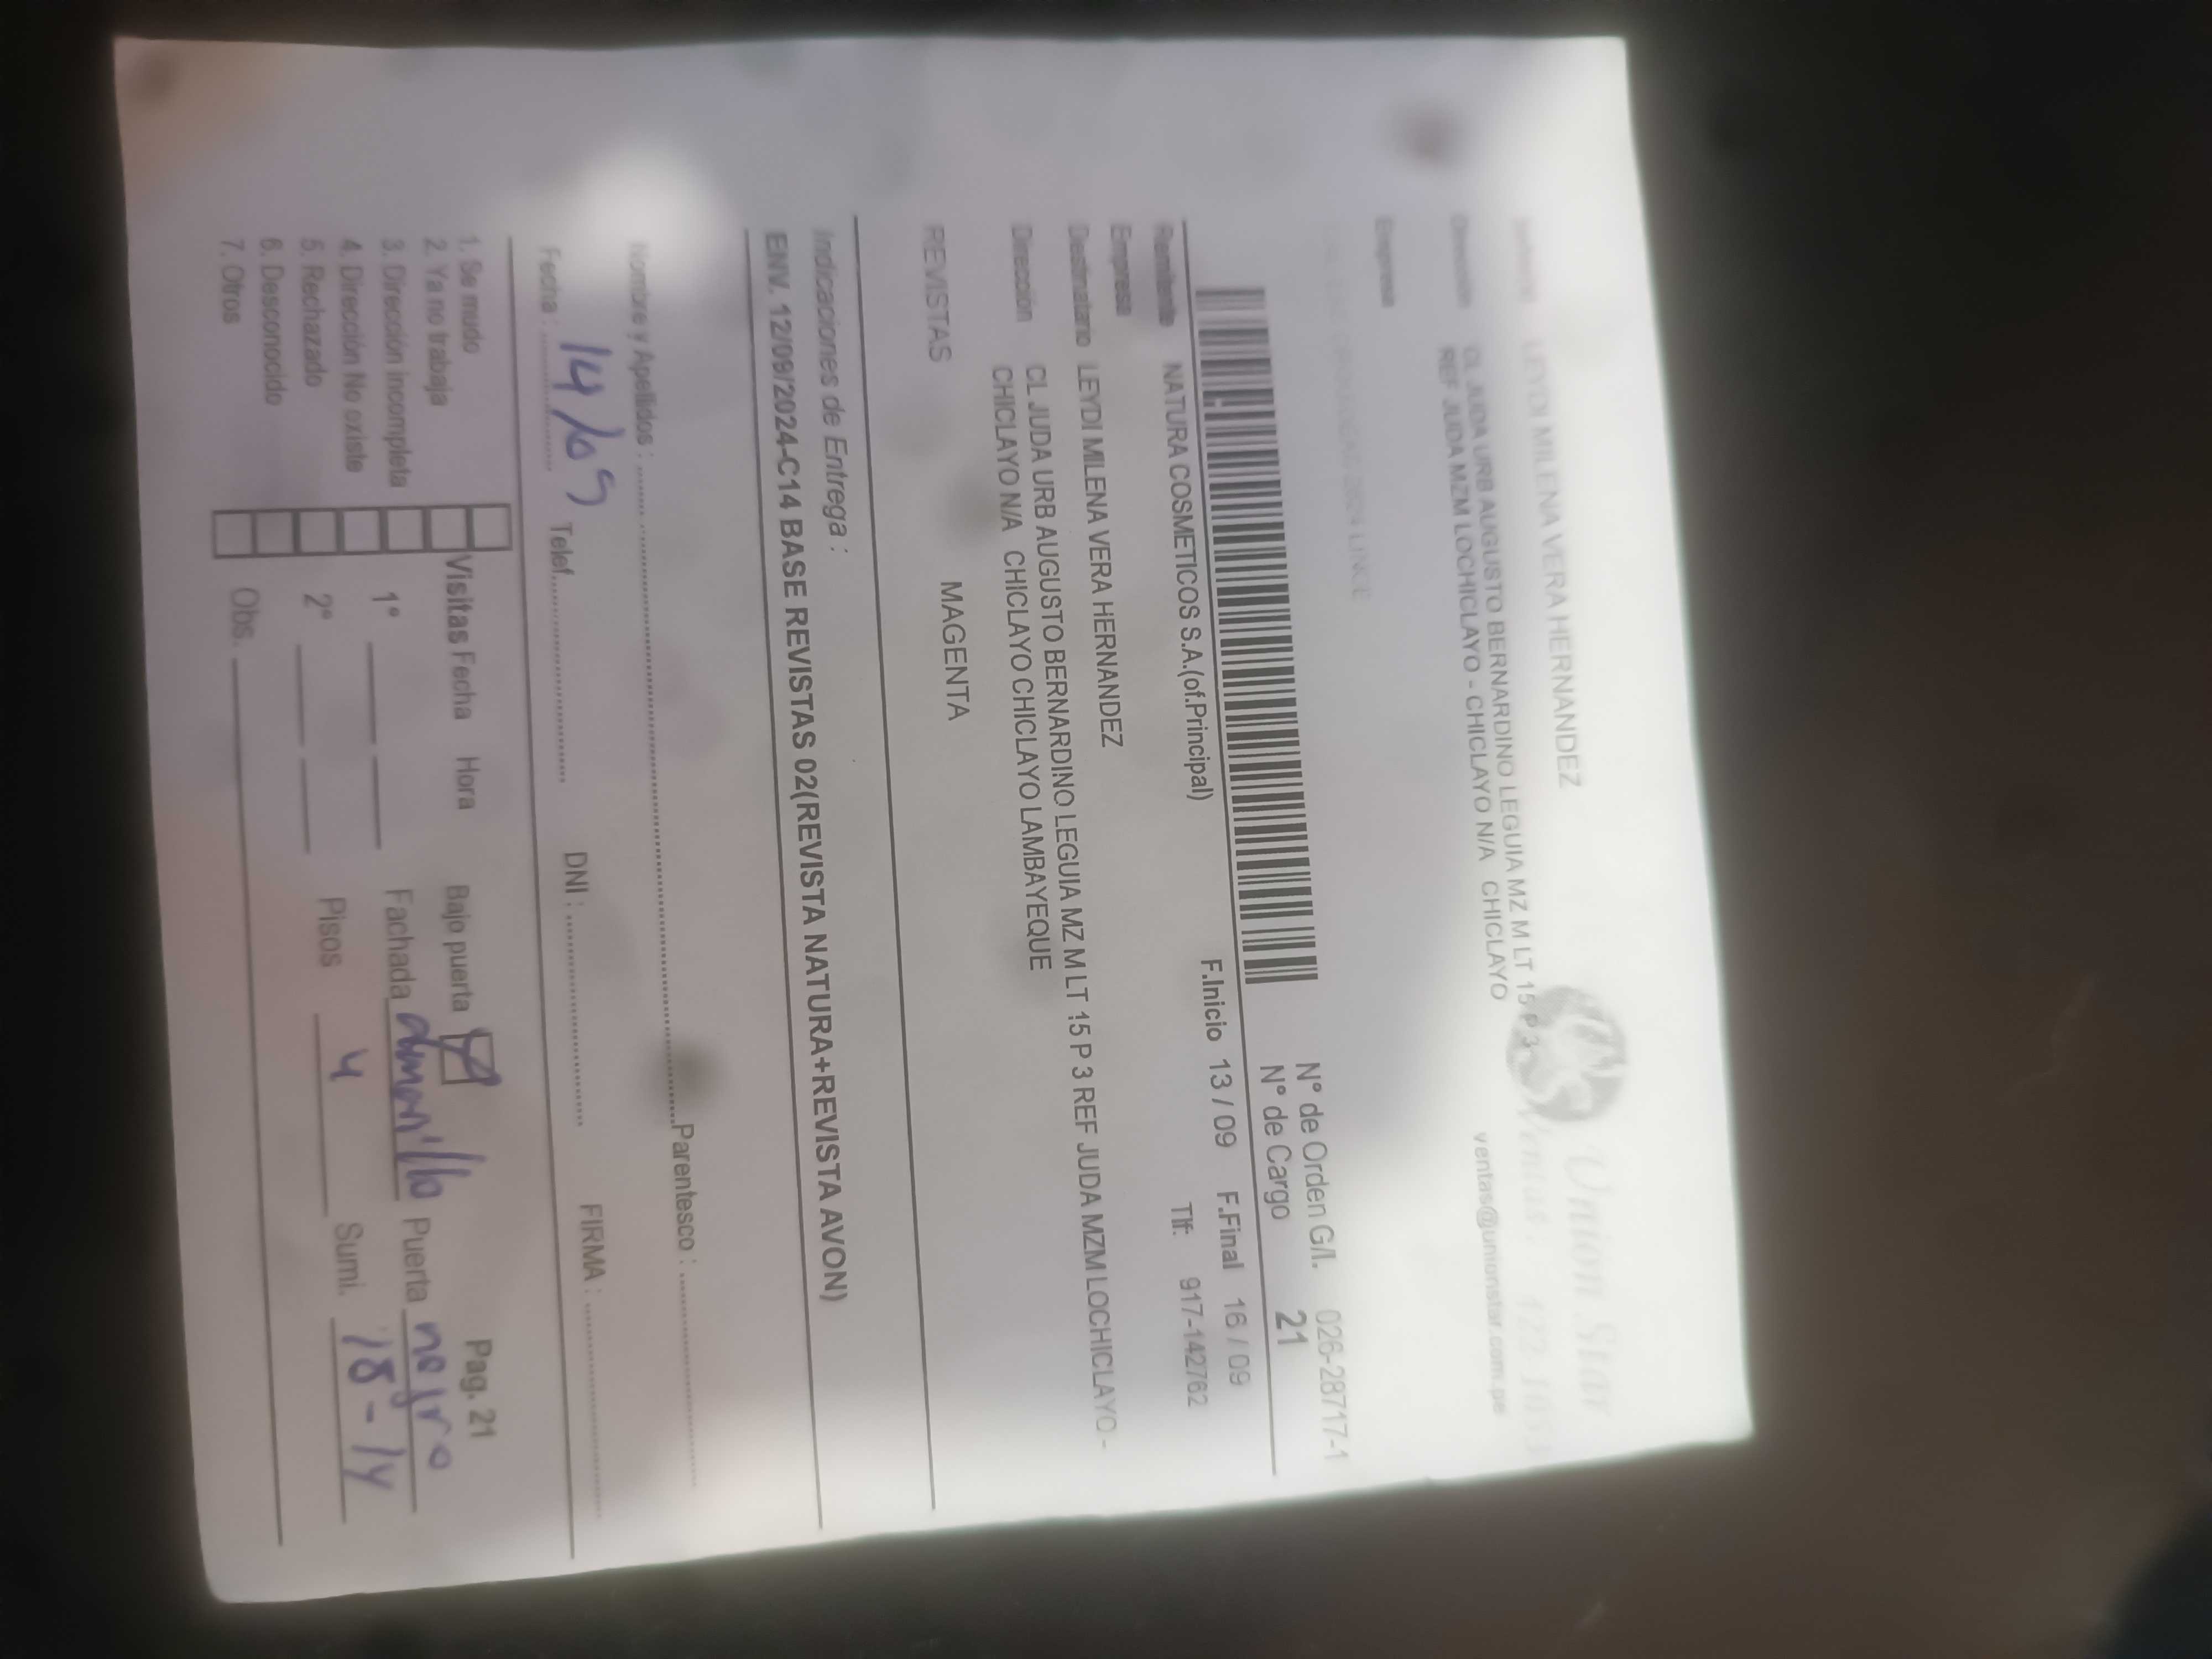 Union Star
LEYDI MILENA VERA HERNANDEZ
Dirección CL JUDA URB AUGUSTO BERNARDINO LEGUIA MZ M LT 15 P 3
REF JUDA MZM LOCHICLAYO - CHICLAYO N/A CHICLAYO
ventas@unionstar.com.pe
Empresa
N° de Orden G/I. 026-28717-1
N° de Cargo 21
F.Inicio 13 / 09 F.Final 16 / 09
Remitente NATURA COSMETICOS S.A.(of.Principal) Tlf: 917-142762
Empresa
Destinatario LEYDI MILENA VERA HERNANDEZ
Dirección CL JUDA URB AUGUSTO BERNARDINO LEGUIA MZ M LT 15 P 3 REF JUDA MZM LOCHICLAYO -
CHICLAYO N/A CHICLAYO CHICLAYO LAMBAYEQUE
REVISTAS MAGENTA
Indicaciones de Entrega :
ENV. 12/09/2024-C14 BASE REVISTAS 02(REVISTA NATURA+REVISTA AVON)
Nombre y Apellidos : Parentesco :
Fecha : 14/09 Telef. DNI : FIRMA :
Pag. 21
1. Se mudo
2. Ya no trabaja Visitas Fecha Hora Bajo puerta
3. Dirección incompleta 1° Fachada amarillo Puerta negro
4. Dirección No existe
5. Rechazado 2° Pisos 4 Sumi. 18-14
6. Desconocido
7. Otros Obs.